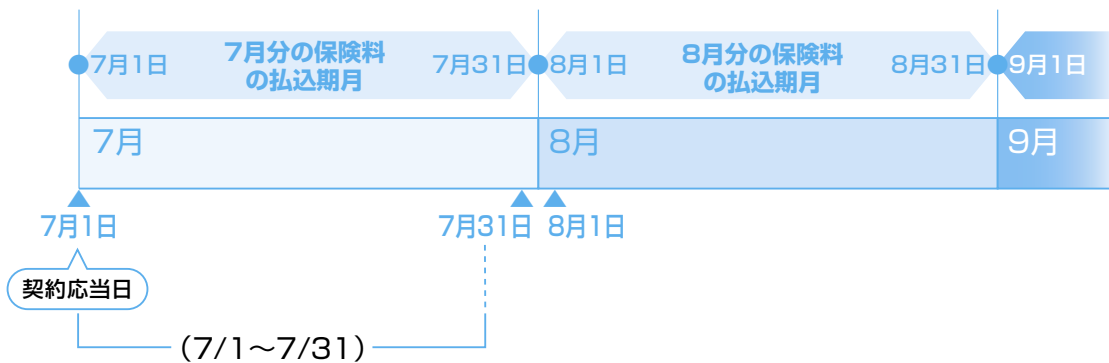 7月1日
7月分の保険料
の払込期月
7月31日
8月1日
8月分の保険料
の払込期月
8月31日
9月1日
7月
8月
9月
7月1日
7月31日
8月1日
契約応当日
(7/1〜7/31)